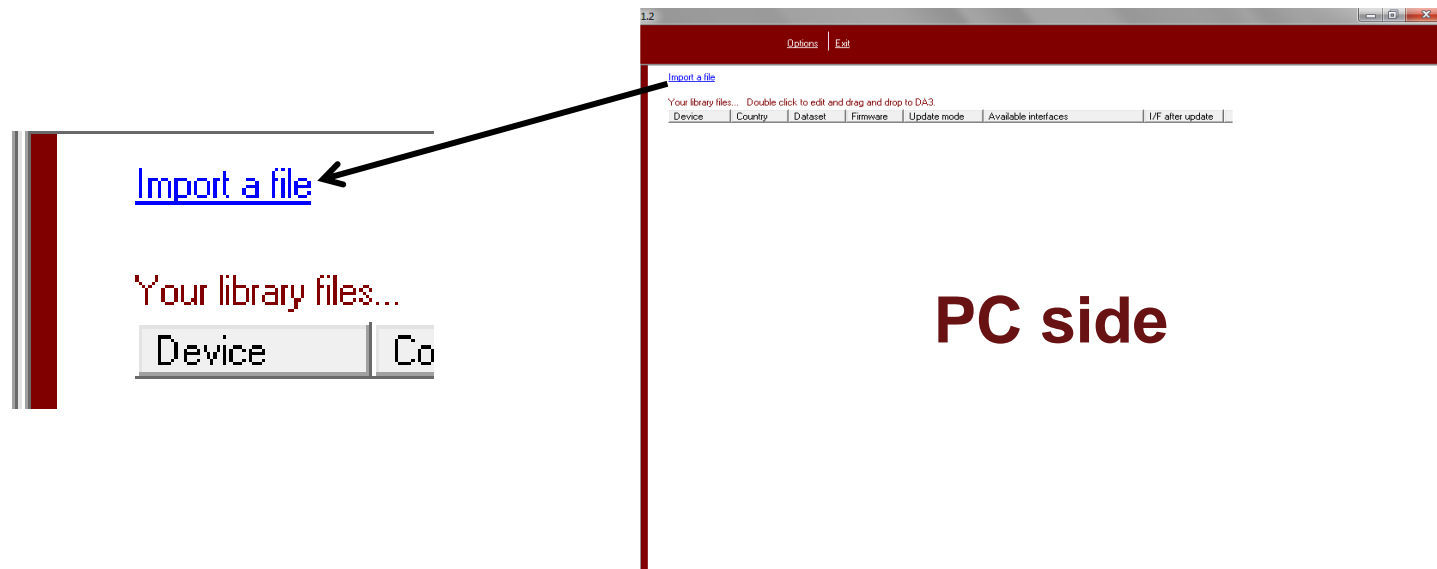 Import a file
Your library files...
Device Co
1.2
Options Exit
Import a file
Your library files... Double click to edit and drag and drop to DA3.
Device Country Dataset Firmware Update mode Available interfaces I/F after update
PC side